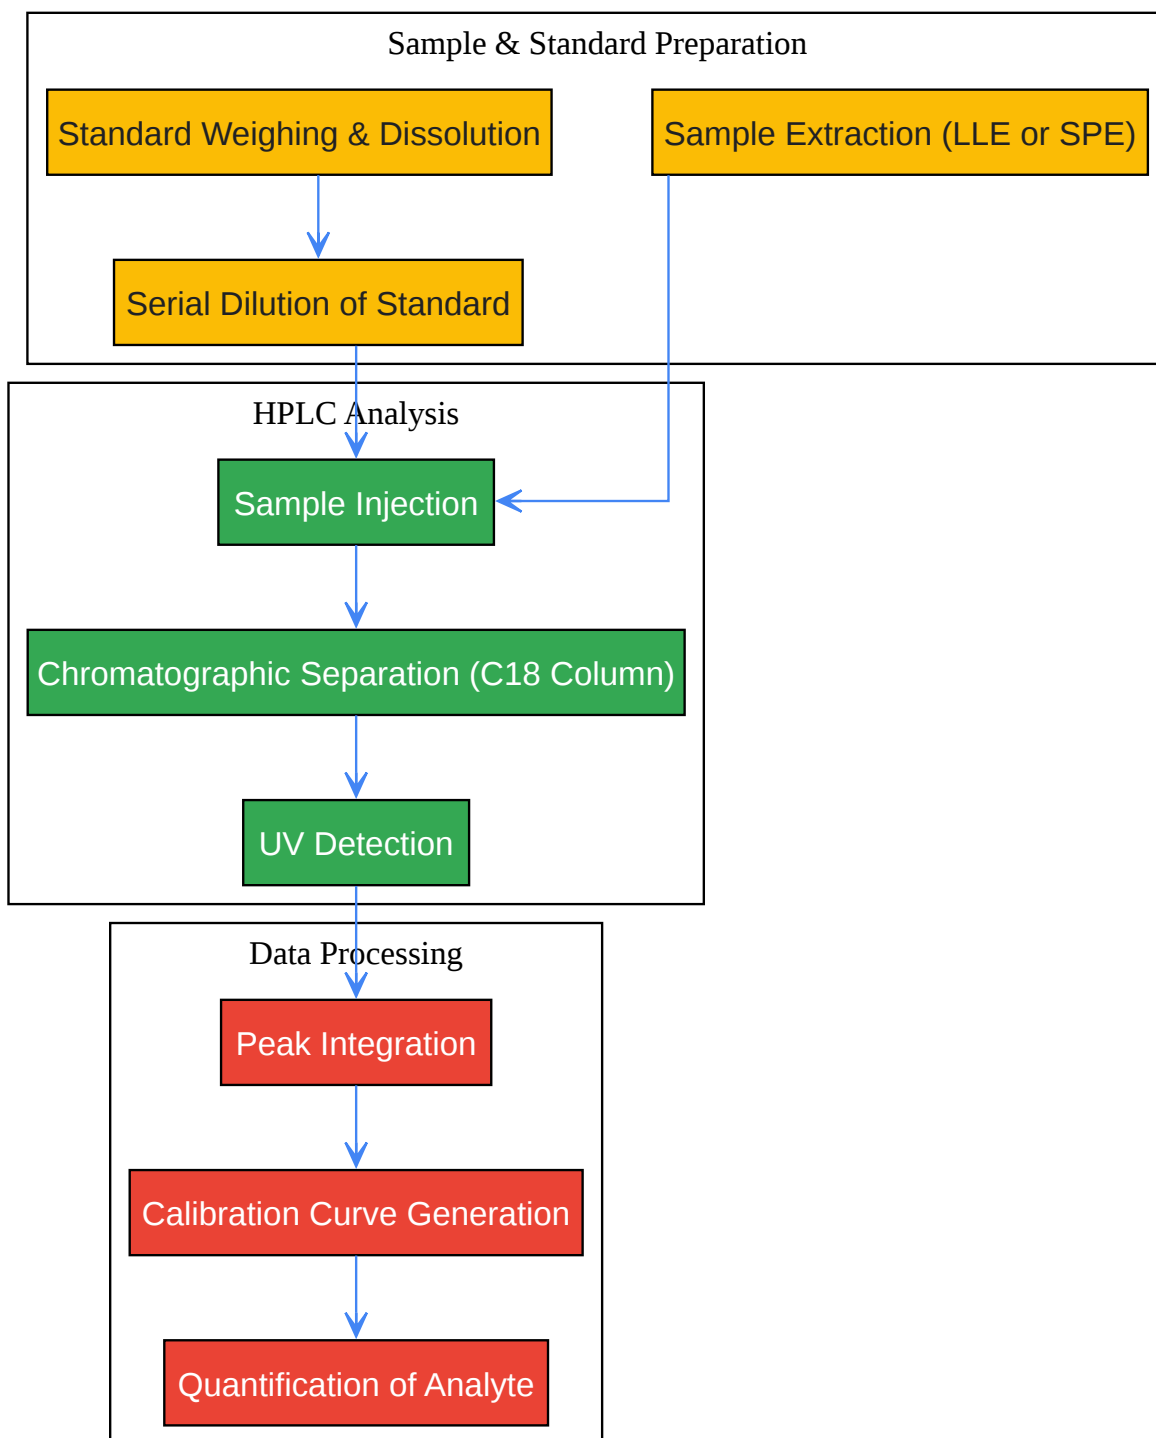 Sample & Standard Preparation
Standard Weighing & Dissolution
Sample Extraction (LLE or SPE)
Serial Dilution of Standard
HPLC Analysis
Sample Injection
Chromatographic Separation (C18 Column)
UV Detection
Data Processing
Peak Integration
Calibration Curve Generation
Quantification of Analyte